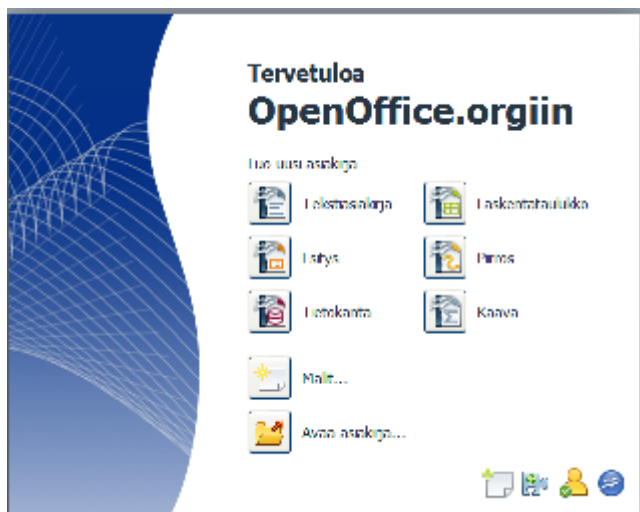 Tervetuloa
OpenOffice.orgiin
Luo uusi asiakirja
Tekstiasiakirja Laskentataulukko
Esitys Piirros
Tietokanta Kaava
Mallit...
Avaa asiakirja...